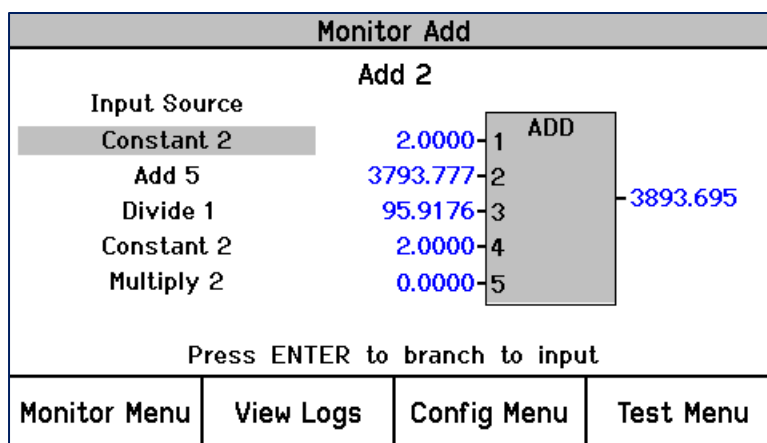 Monitor Add
Add 2
Input Source
ADD
Constant 2 2.0000 1
Add 5 3793.777 2
Divide 1 95.9176 3 3893.695
Constant 2 2.0000 4
Multiply 2 0.0000 5
Press ENTER to branch to input
Monitor Menu View Logs Config Menu Test Menu